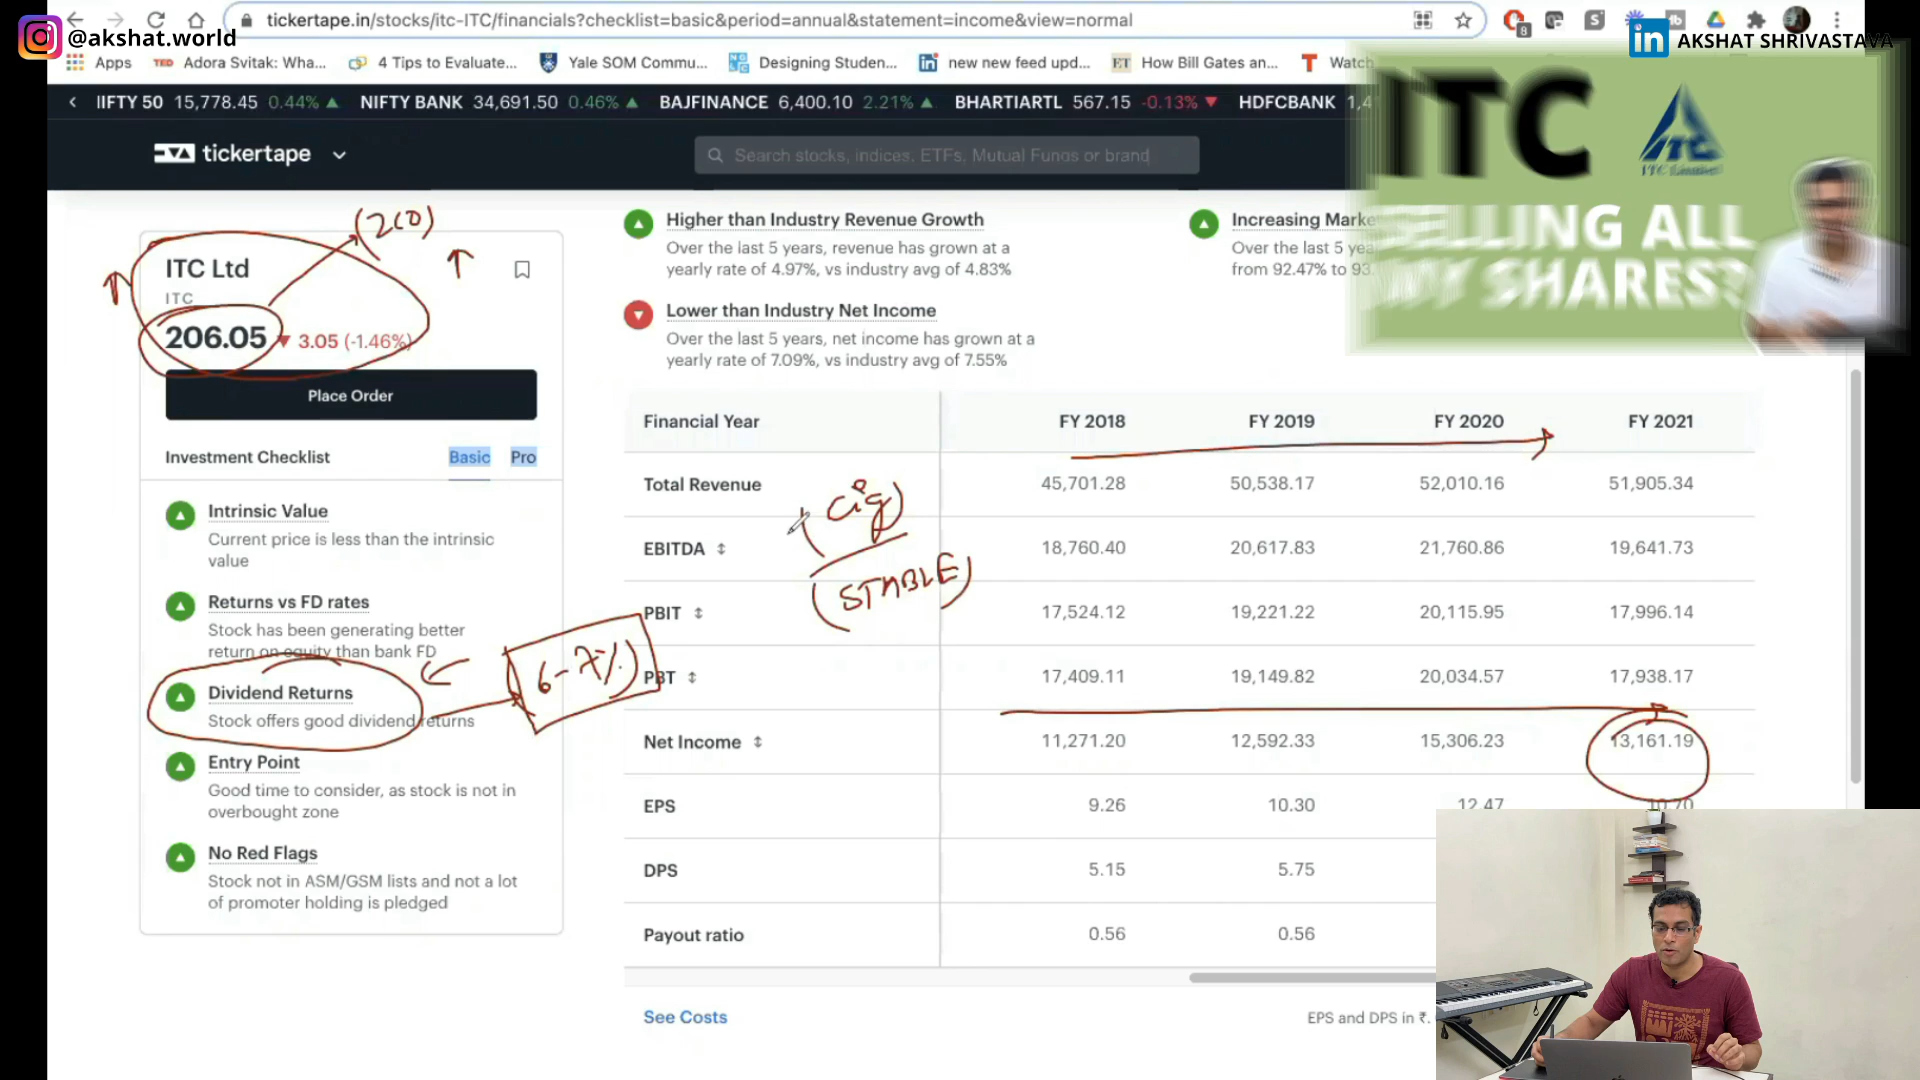 tickertape.in/stocks/itc-ITC/financials?checklist=basic&period=annual&statement=income&view=normal
@akshat.world
8
in AKSHAT SHRIVASTAVA
Apps
TED Adora Svitak: Wha...
4 Tips to Evaluate...
Yale SOM Commu...
Designing Studen...
new new feed upd...
ET How Bill Gates an...
Watch
IIFTY 50 15,778.45 0.44%
NIFTY BANK 34,691.50 0.46%
BAJFINANCE 6,400.10 2.21%
BHARTIARTL 567.15 -0.13%
HDFCBANK
tickertape
Search stocks, indices, ETFs, Mutual Funds or brand
ITC
ITC Limited
SELLING ALL
MY SHARES?
ITC Ltd
ITC
206.05 3.05 (-1.46%)
Place Order
Investment Checklist Basic Pro
Intrinsic Value
Current price is less than the intrinsic
value
Returns vs FD rates
Stock has been generating better
return on equity than bank FD
Dividend Returns
Stock offers good dividend returns
6-7%
Entry Point
Good time to consider, as stock is not in
overbought zone
No Red Flags
Stock not in ASM/GSM lists and not a lot
of promoter holding is pledged
Higher than Industry Revenue Growth
Over the last 5 years, revenue has grown at a
yearly rate of 4.97%, vs industry avg of 4.83%
Increasing Marke
Over the last 5 yea
from 92.47% to 93.
Lower than Industry Net Income
Over the last 5 years, net income has grown at a
yearly rate of 7.09%, vs industry avg of 7.55%
Financial Year FY 2018 FY 2019 FY 2020 FY 2021
Total Revenue 45,701.28 50,538.17 52,010.16 51,905.34
cig
EBITDA 18,760.40 20,617.83 21,760.86 19,641.73
(STABLE)
PBIT 17,524.12 19,221.22 20,115.95 17,996.14
PBT 17,409.11 19,149.82 20,034.57 17,938.17
Net Income 11,271.20 12,592.33 15,306.23 13,161.19
EPS 9.26 10.30 12.47 10.70
DPS 5.15 5.75
Payout ratio 0.56 0.56
See Costs
EPS and DPS in ₹.